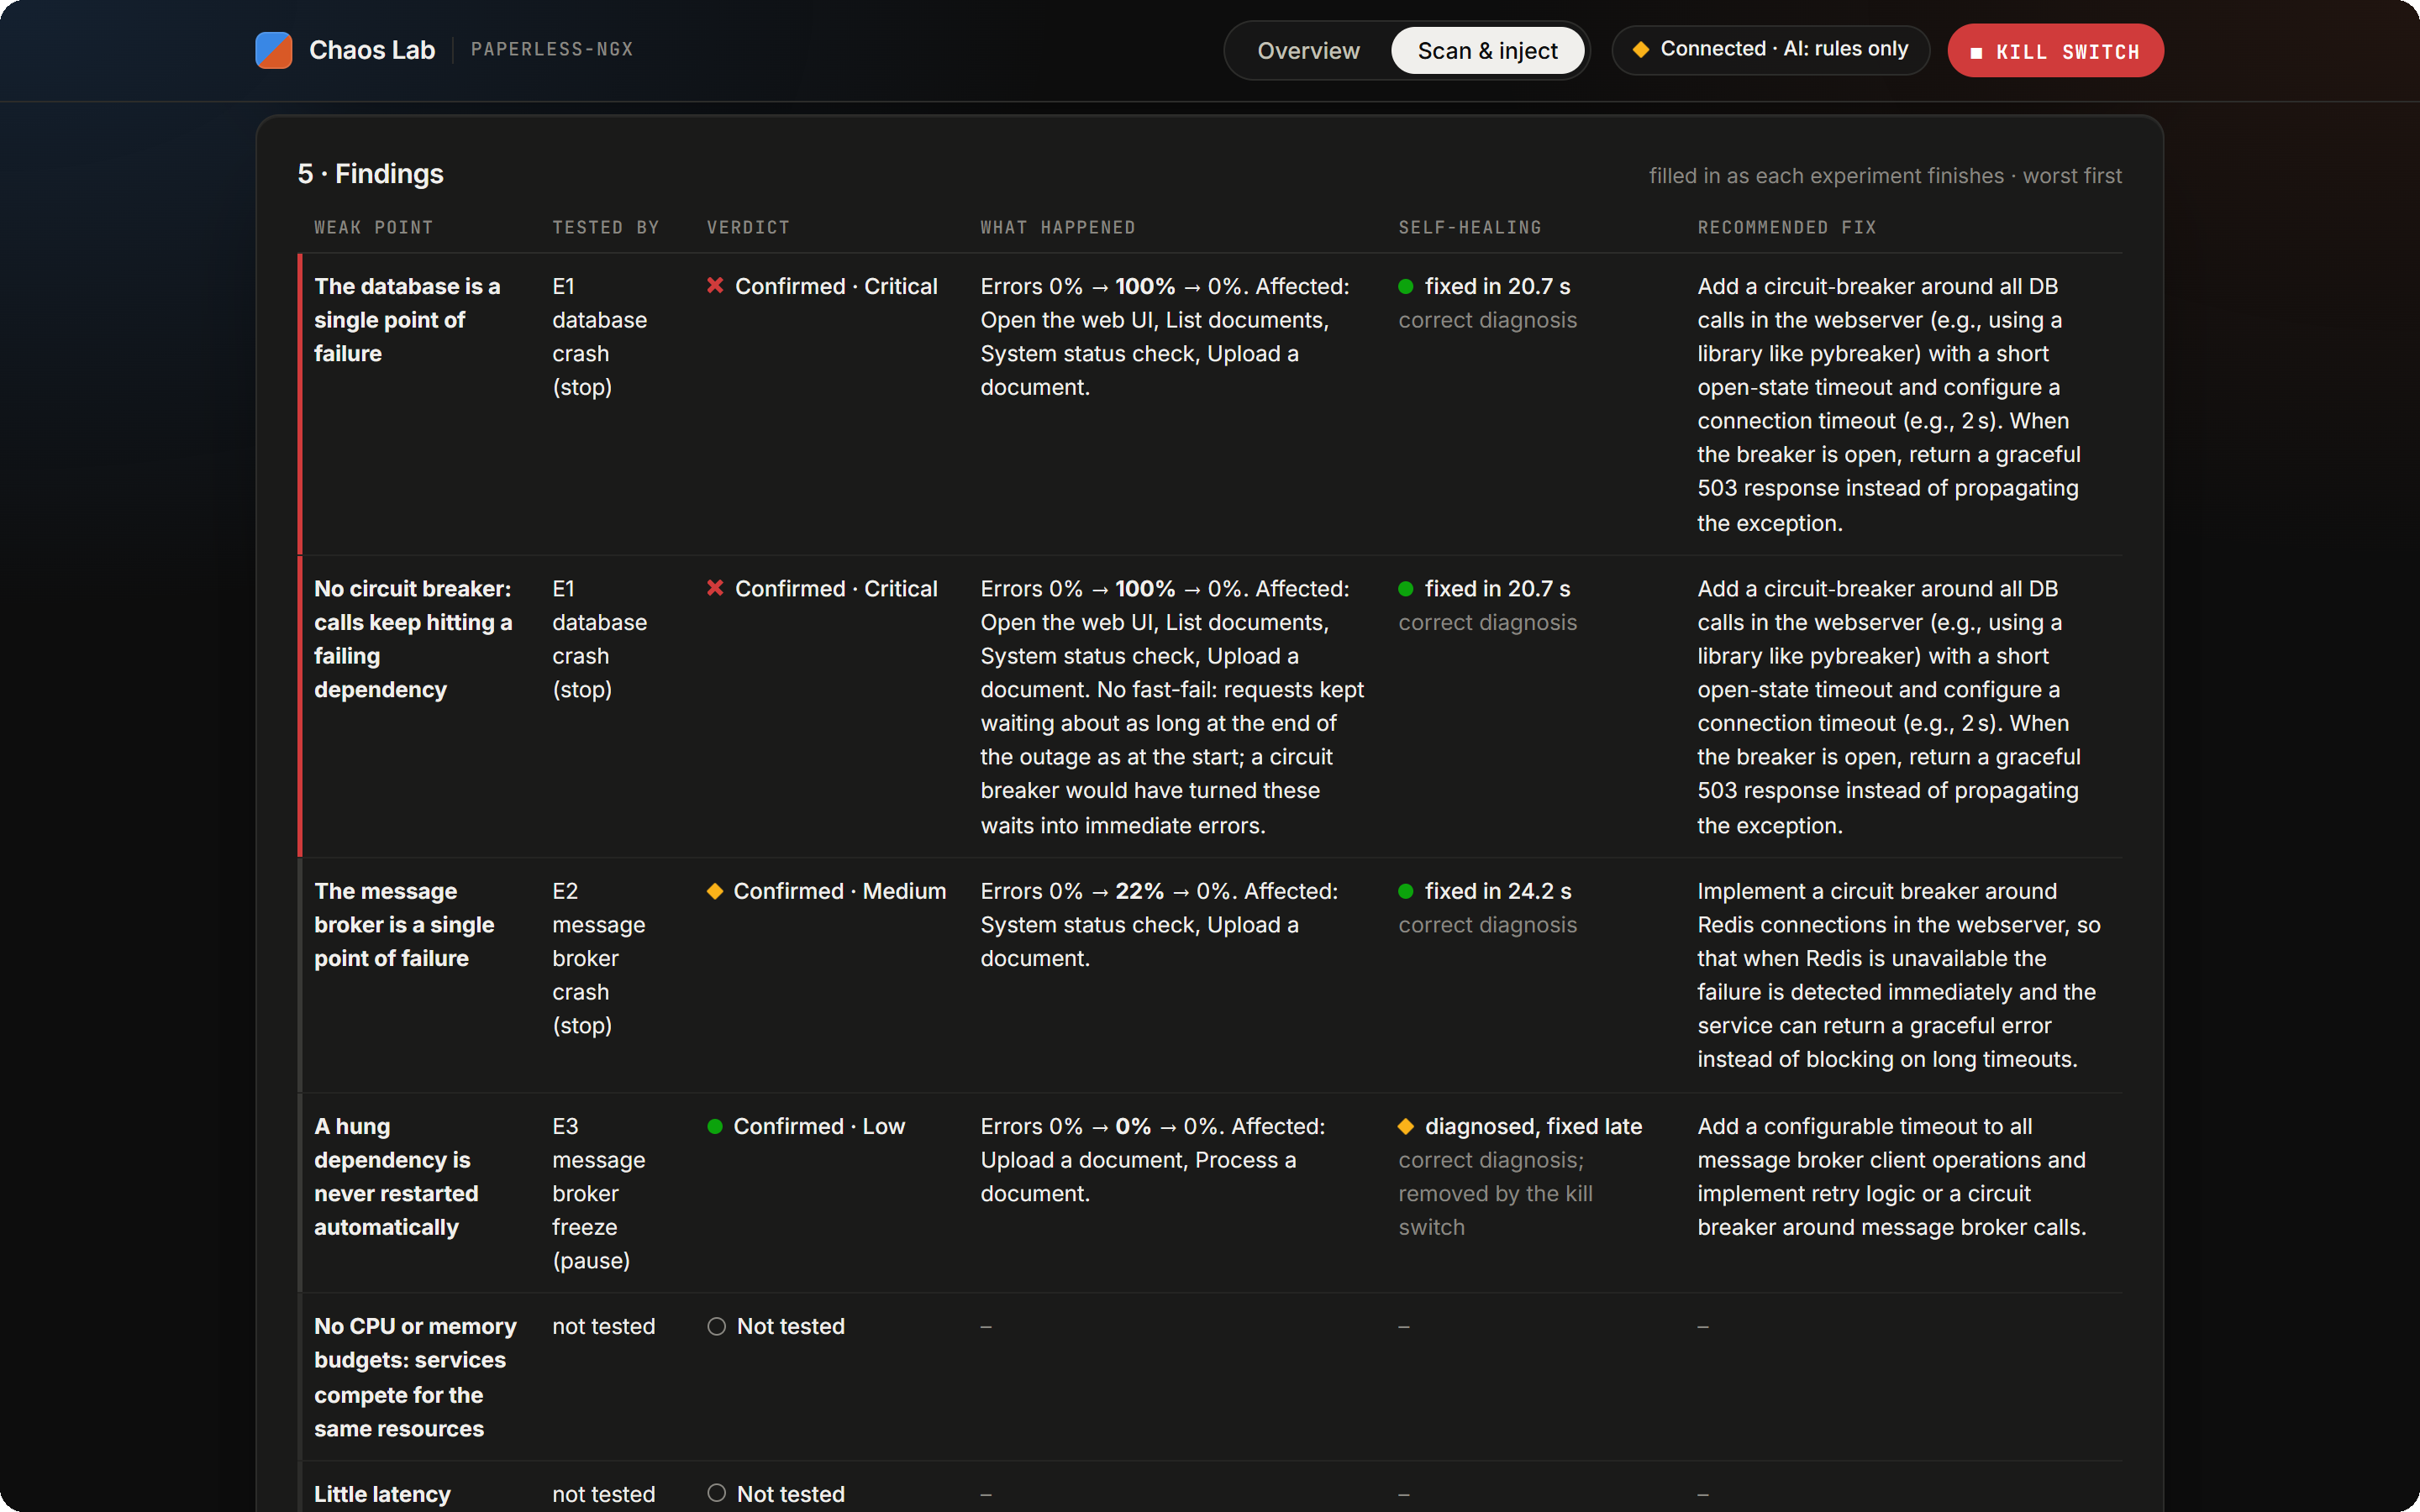 Chaos Lab
PAPERLESS-NGX
Overview
Scan & inject
Connected · AI: rules only
KILL SWITCH
5 · Findings
filled in as each experiment finishes · worst first
WEAK POINT
TESTED BY
VERDICT
WHAT HAPPENED
SELF-HEALING
RECOMMENDED FIX
The database is a
single point of
failure
E1
database
crash
(stop)
Confirmed · Critical
Errors 0% → 100% → 0%. Affected:
Open the web UI, List documents,
System status check, Upload a
document.
fixed in 20.7 s
correct diagnosis
Add a circuit-breaker around all DB
calls in the webserver (e.g., using a
library like pybreaker) with a short
open-state timeout and configure a
connection timeout (e.g., 2 s). When
the breaker is open, return a graceful
503 response instead of propagating
the exception.
No circuit breaker:
calls keep hitting a
failing
dependency
E1
database
crash
(stop)
Confirmed · Critical
Errors 0% → 100% → 0%. Affected:
Open the web UI, List documents,
System status check, Upload a
document. No fast-fail: requests kept
waiting about as long at the end of
the outage as at the start; a circuit
breaker would have turned these
waits into immediate errors.
fixed in 20.7 s
correct diagnosis
Add a circuit-breaker around all DB
calls in the webserver (e.g., using a
library like pybreaker) with a short
open-state timeout and configure a
connection timeout (e.g., 2 s). When
the breaker is open, return a graceful
503 response instead of propagating
the exception.
The message
broker is a single
point of failure
E2
message
broker
crash
(stop)
Confirmed · Medium
Errors 0% → 22% → 0%. Affected:
System status check, Upload a
document.
fixed in 24.2 s
correct diagnosis
Implement a circuit breaker around
Redis connections in the webserver, so
that when Redis is unavailable the
failure is detected immediately and the
service can return a graceful error
instead of blocking on long timeouts.
A hung
dependency is
never restarted
automatically
E3
message
broker
freeze
(pause)
Confirmed · Low
Errors 0% → 0% → 0%. Affected:
Upload a document, Process a
document.
diagnosed, fixed late
correct diagnosis;
removed by the kill
switch
Add a configurable timeout to all
message broker client operations and
implement retry logic or a circuit
breaker around message broker calls.
No CPU or memory
budgets: services
compete for the
same resources
not tested
Not tested
–
–
–
Little latency
not tested
Not tested
–
–
–